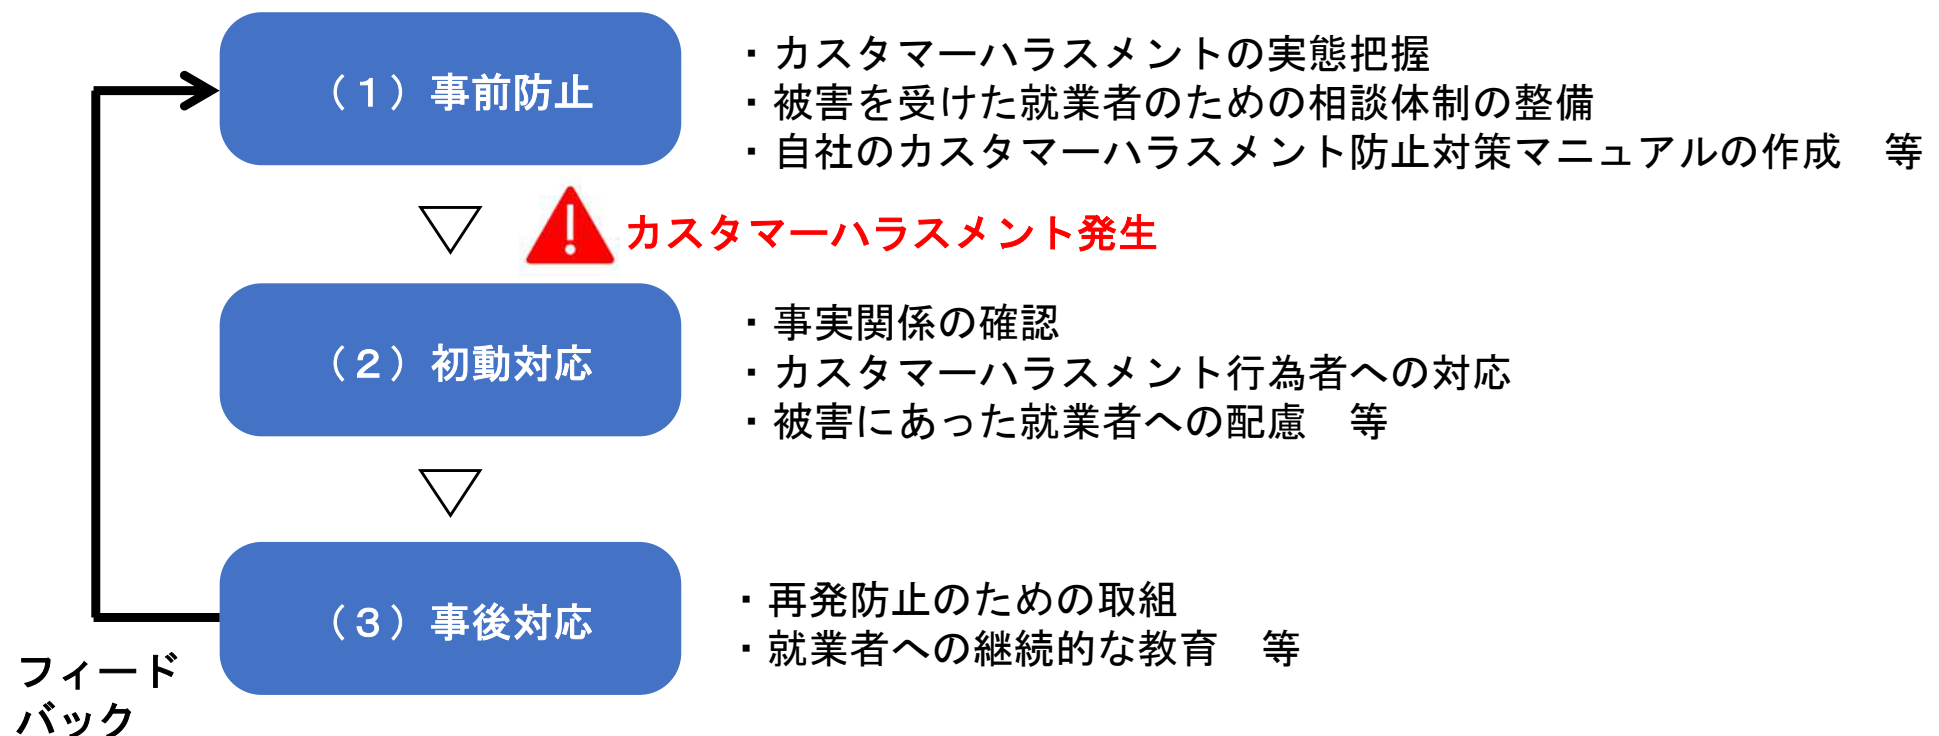 （１）事前防止
・カスタマーハラスメントの実態把握
・被害を受けた就業者のための相談体制の整備
・自社のカスタマーハラスメント防止対策マニュアルの作成　等
カスタマーハラスメント発生
（２）初動対応
・事実関係の確認
・カスタマーハラスメント行為者への対応
・被害にあった就業者への配慮　等
（３）事後対応
・再発防止のための取組
・就業者への継続的な教育　等
フィード
バック